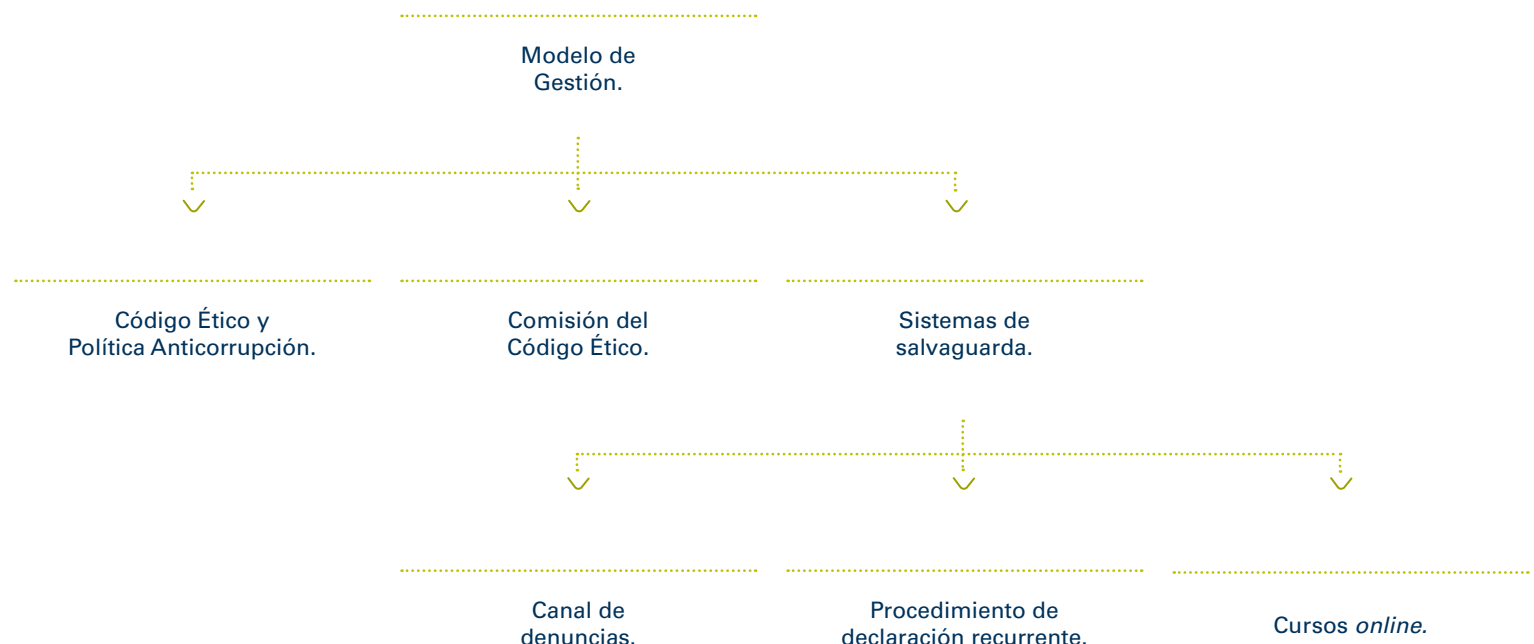 Modelo de
Gestión.
Código Ético y
Política Anticorrupción.
Comisión del
Código Ético.
Sistemas de
salvaguarda.
Canal de
denuncias.
Procedimiento de
declaración recurrente.
Cursos online.